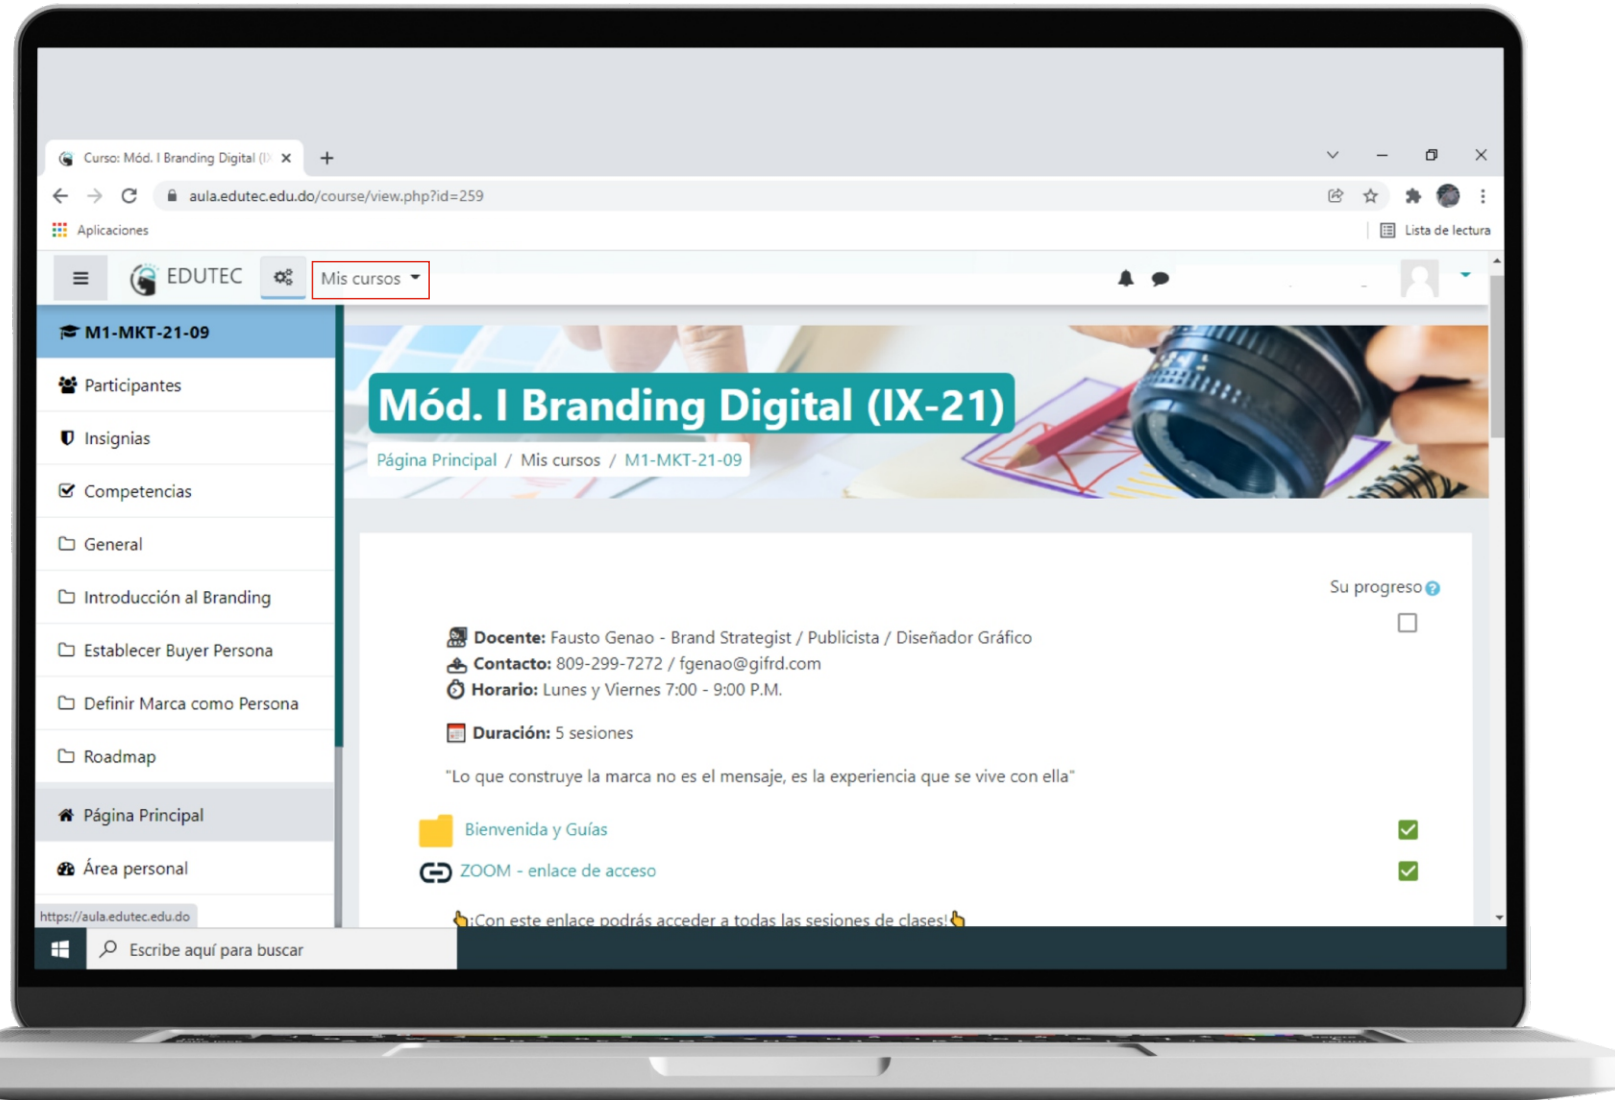 Curso: Mód. I Branding Digital (I
aula.edutec.edu.do/course/view.php?id=259
Aplicaciones
Lista de lectura
EDUTEC
Mis cursos
M1-MKT-21-09
Participantes
Insignias
Competencias
General
Introducción al Branding
Establecer Buyer Persona
Definir Marca como Persona
Roadmap
Página Principal
Área personal
https://aula.edutec.edu.do
Mód. I Branding Digital (IX-21)
Página Principal / Mis cursos / M1-MKT-21-09
Su progreso
Docente: Fausto Genao - Brand Strategist / Publicista / Diseñador Gráfico
Contacto: 809-299-7272 / fgenao@gifrd.com
Horario: Lunes y Viernes 7:00 - 9:00 P.M.
Duración: 5 sesiones
"Lo que construye la marca no es el mensaje, es la experiencia que se vive con ella"
Bienvenida y Guías
ZOOM - enlace de acceso
👆¡Con este enlace podrás acceder a todas las sesiones de clases!👆
Escribe aquí para buscar